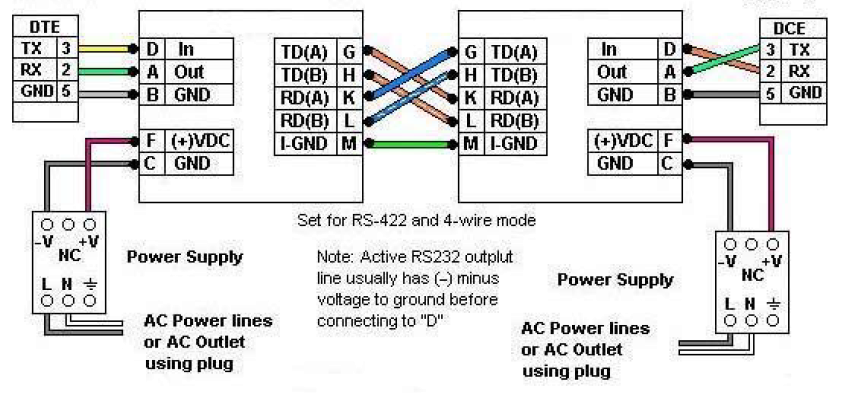 DTE
TX 3
RX 2
GND 5
D In
A Out
B GND
F (+)VDC
C GND
TD(A) G
TD(B) H
RD(A) K
RD(B) L
I-GND M
G TD(A)
H TD(B)
K RD(A)
L RD(B)
M I-GND
In D
Out A
GND B
(+)VDC F
GND C
DCE
3 TX
2 RX
5 GND
Set for RS-422 and 4-wire mode
Note: Active RS232 outplut
line usually has (–) minus
voltage to ground before
connecting to "D"
-V +V
NC
L N
Power Supply
AC Power lines
or AC Outlet
using plug
-V +V
NC
L N
Power Supply
AC Power lines
or AC Outlet
using plug